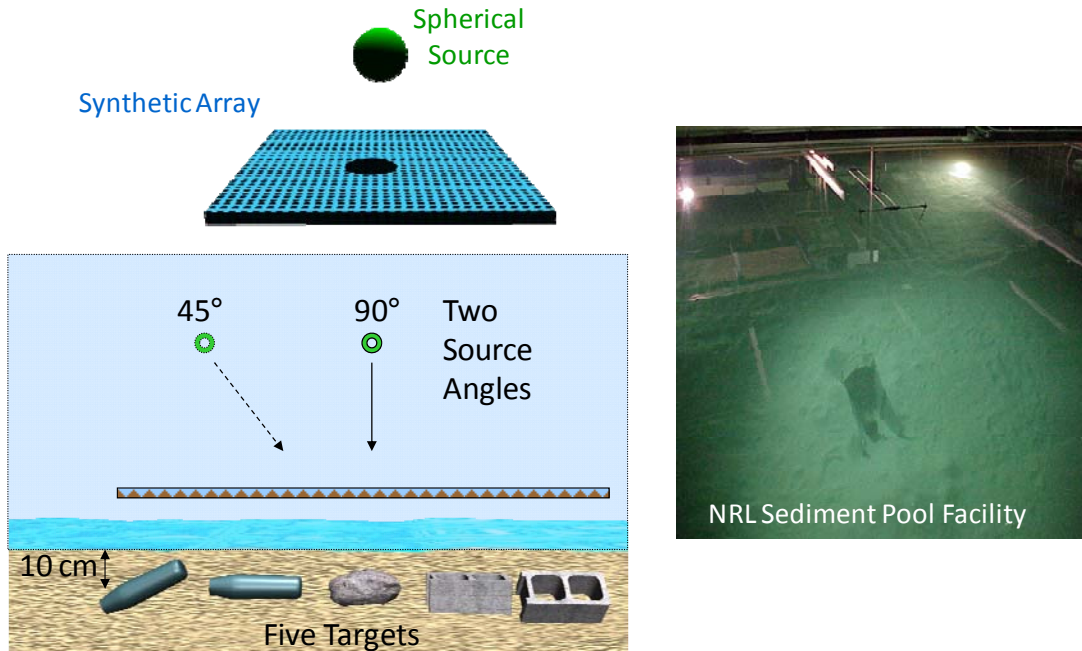 Spherical
Source
Synthetic Array
45°
90°
Two
Source
Angles
10 cm
Five Targets
NRL Sediment Pool Facility